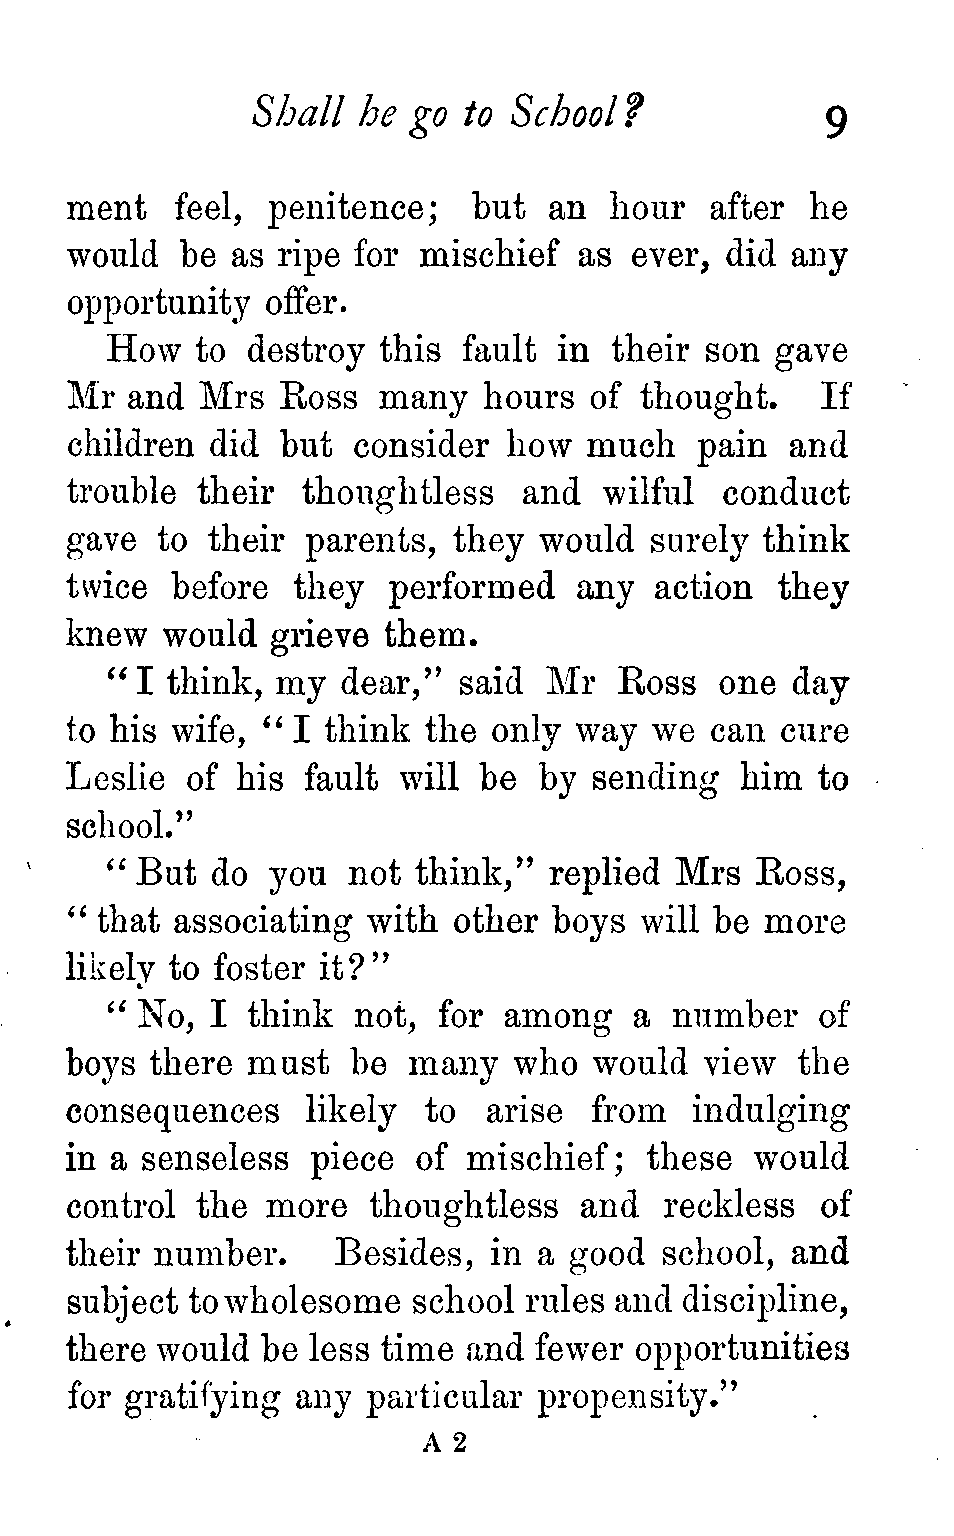 Shall he go to School? 9
ment feel, penitence; but an hour after he
would be as ripe for mischief as ever, did any
opportunity offer.
How to destroy this fault in their son gave
Mr and Mrs Ross many hours of thought. If
children did but consider how much pain and
trouble their thoughtless and wilful conduct
gave to their parents, they would surely think
twice before they performed any action they
knew would grieve them.
"I think, my dear," said Mr Ross one day
to his wife, "I think the only way we can cure
Leslie of his fault will be by sending him to
school."
"But do you not think," replied Mrs Ross,
"that associating with other boys will be more
likely to foster it?"
"No, I think not, for among a number of
boys there must be many who would view the
consequences likely to arise from indulging
in a senseless piece of mischief; these would
control the more thoughtless and reckless of
their number. Besides, in a good school, and
subject to wholesome school rules and discipline,
there would be less time and fewer opportunities
for gratifying any particular propensity."
A 2